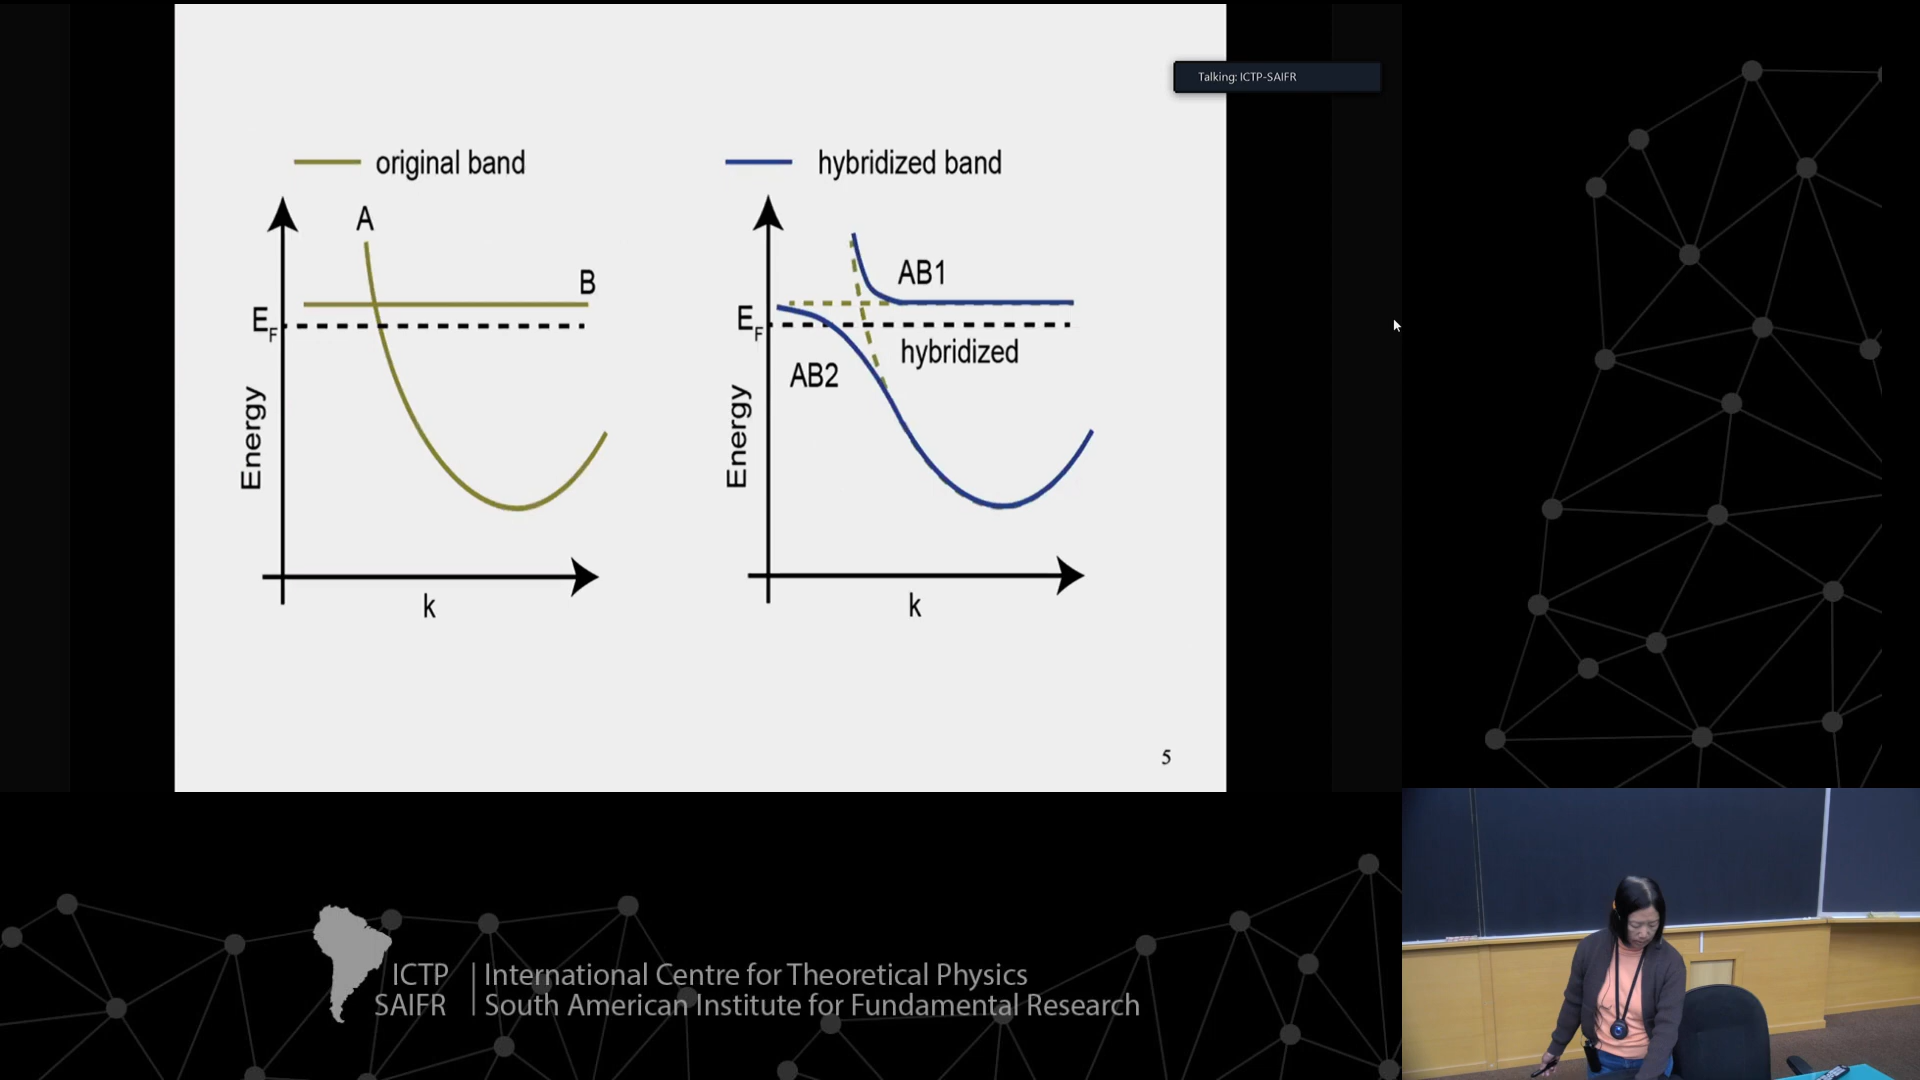 Talking: ICTP-SAIFR
original band
hybridized band
A
B
E_F
Energy
k
AB1
E_F
hybridized
AB2
Energy
k
5
ICTP
SAIFR
International Centre for Theoretical Physics
South American Institute for Fundamental Research